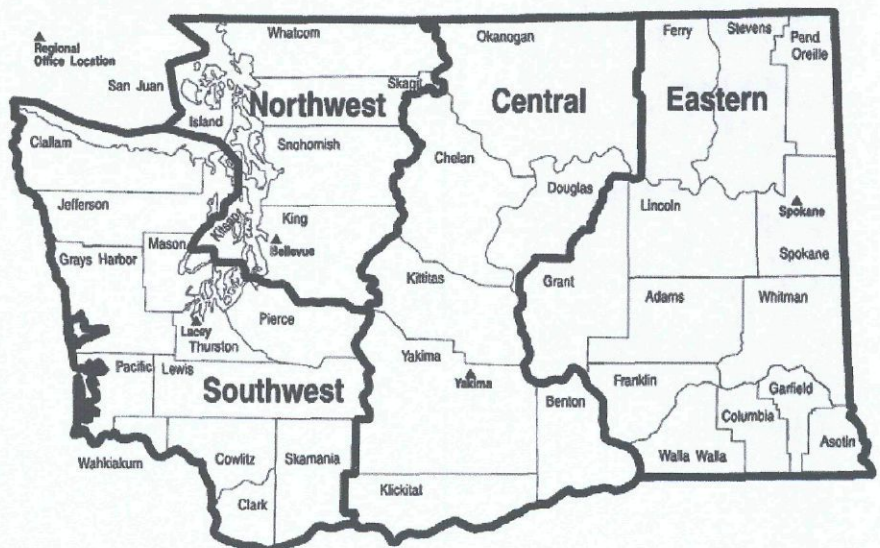 Regional
Office Location
San Juan
Whatcom
Skagit
Island
Northwest
Snohomish
King
Bellevue
Kitsap
Clallam
Jefferson
Mason
Grays Harbor
Lacey
Thurston
Pierce
Pacific
Lewis
Southwest
Wahkiakum
Cowlitz
Skamania
Clark
Okanogan
Central
Chelan
Douglas
Kittitas
Yakima
Yakima
Benton
Klickitat
Ferry
Stevens
Pend
Oreille
Eastern
Lincoln
Spokane
Spokane
Grant
Adams
Whitman
Franklin
Garfield
Columbia
Walla Walla
Asotin